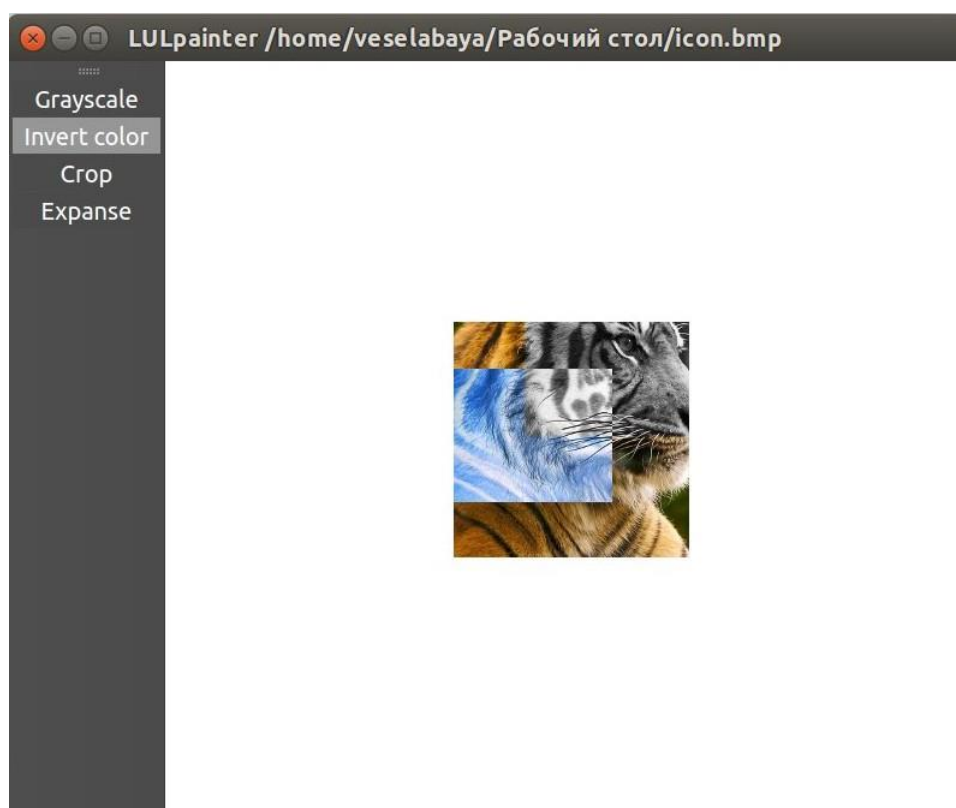 LULpainter /home/veselabaya/Рабочий стол/icon.bmp
Grayscale
Invert color
Crop
Expanse